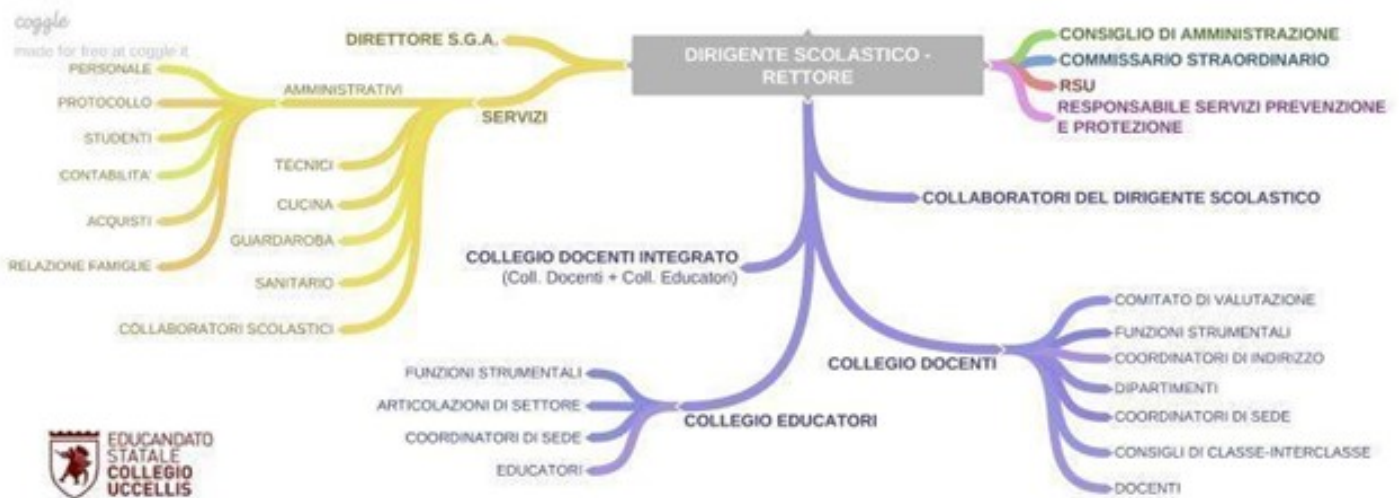 coggle
made for free at coggle.it
DIRIGENTE SCOLASTICO -
RETTORE
DIRETTORE S.G.A.
SERVIZI
AMMINISTRATIVI
PERSONALE
PROTOCOLLO
STUDENTI
CONTABILITA'
ACQUISTI
RELAZIONE FAMIGLIE
TECNICI
CUCINA
GUARDAROBA
SANITARIO
COLLABORATORI SCOLASTICI
CONSIGLIO DI AMMINISTRAZIONE
COMMISSARIO STRAORDINARIO
RSU
RESPONSABILE SERVIZI PREVENZIONE
E PROTEZIONE
COLLABORATORI DEL DIRIGENTE SCOLASTICO
COLLEGIO DOCENTI INTEGRATO
(Coll. Docenti + Coll. Educatori)
COLLEGIO DOCENTI
COMITATO DI VALUTAZIONE
FUNZIONI STRUMENTALI
COORDINATORI DI INDIRIZZO
DIPARTIMENTI
COORDINATORI DI SEDE
CONSIGLI DI CLASSE-INTERCLASSE
DOCENTI
COLLEGIO EDUCATORI
FUNZIONI STRUMENTALI
ARTICOLAZIONI DI SETTORE
COORDINATORI DI SEDE
EDUCATORI
EDUCANDATO
STATALE
COLLEGIO
UCCELLIS